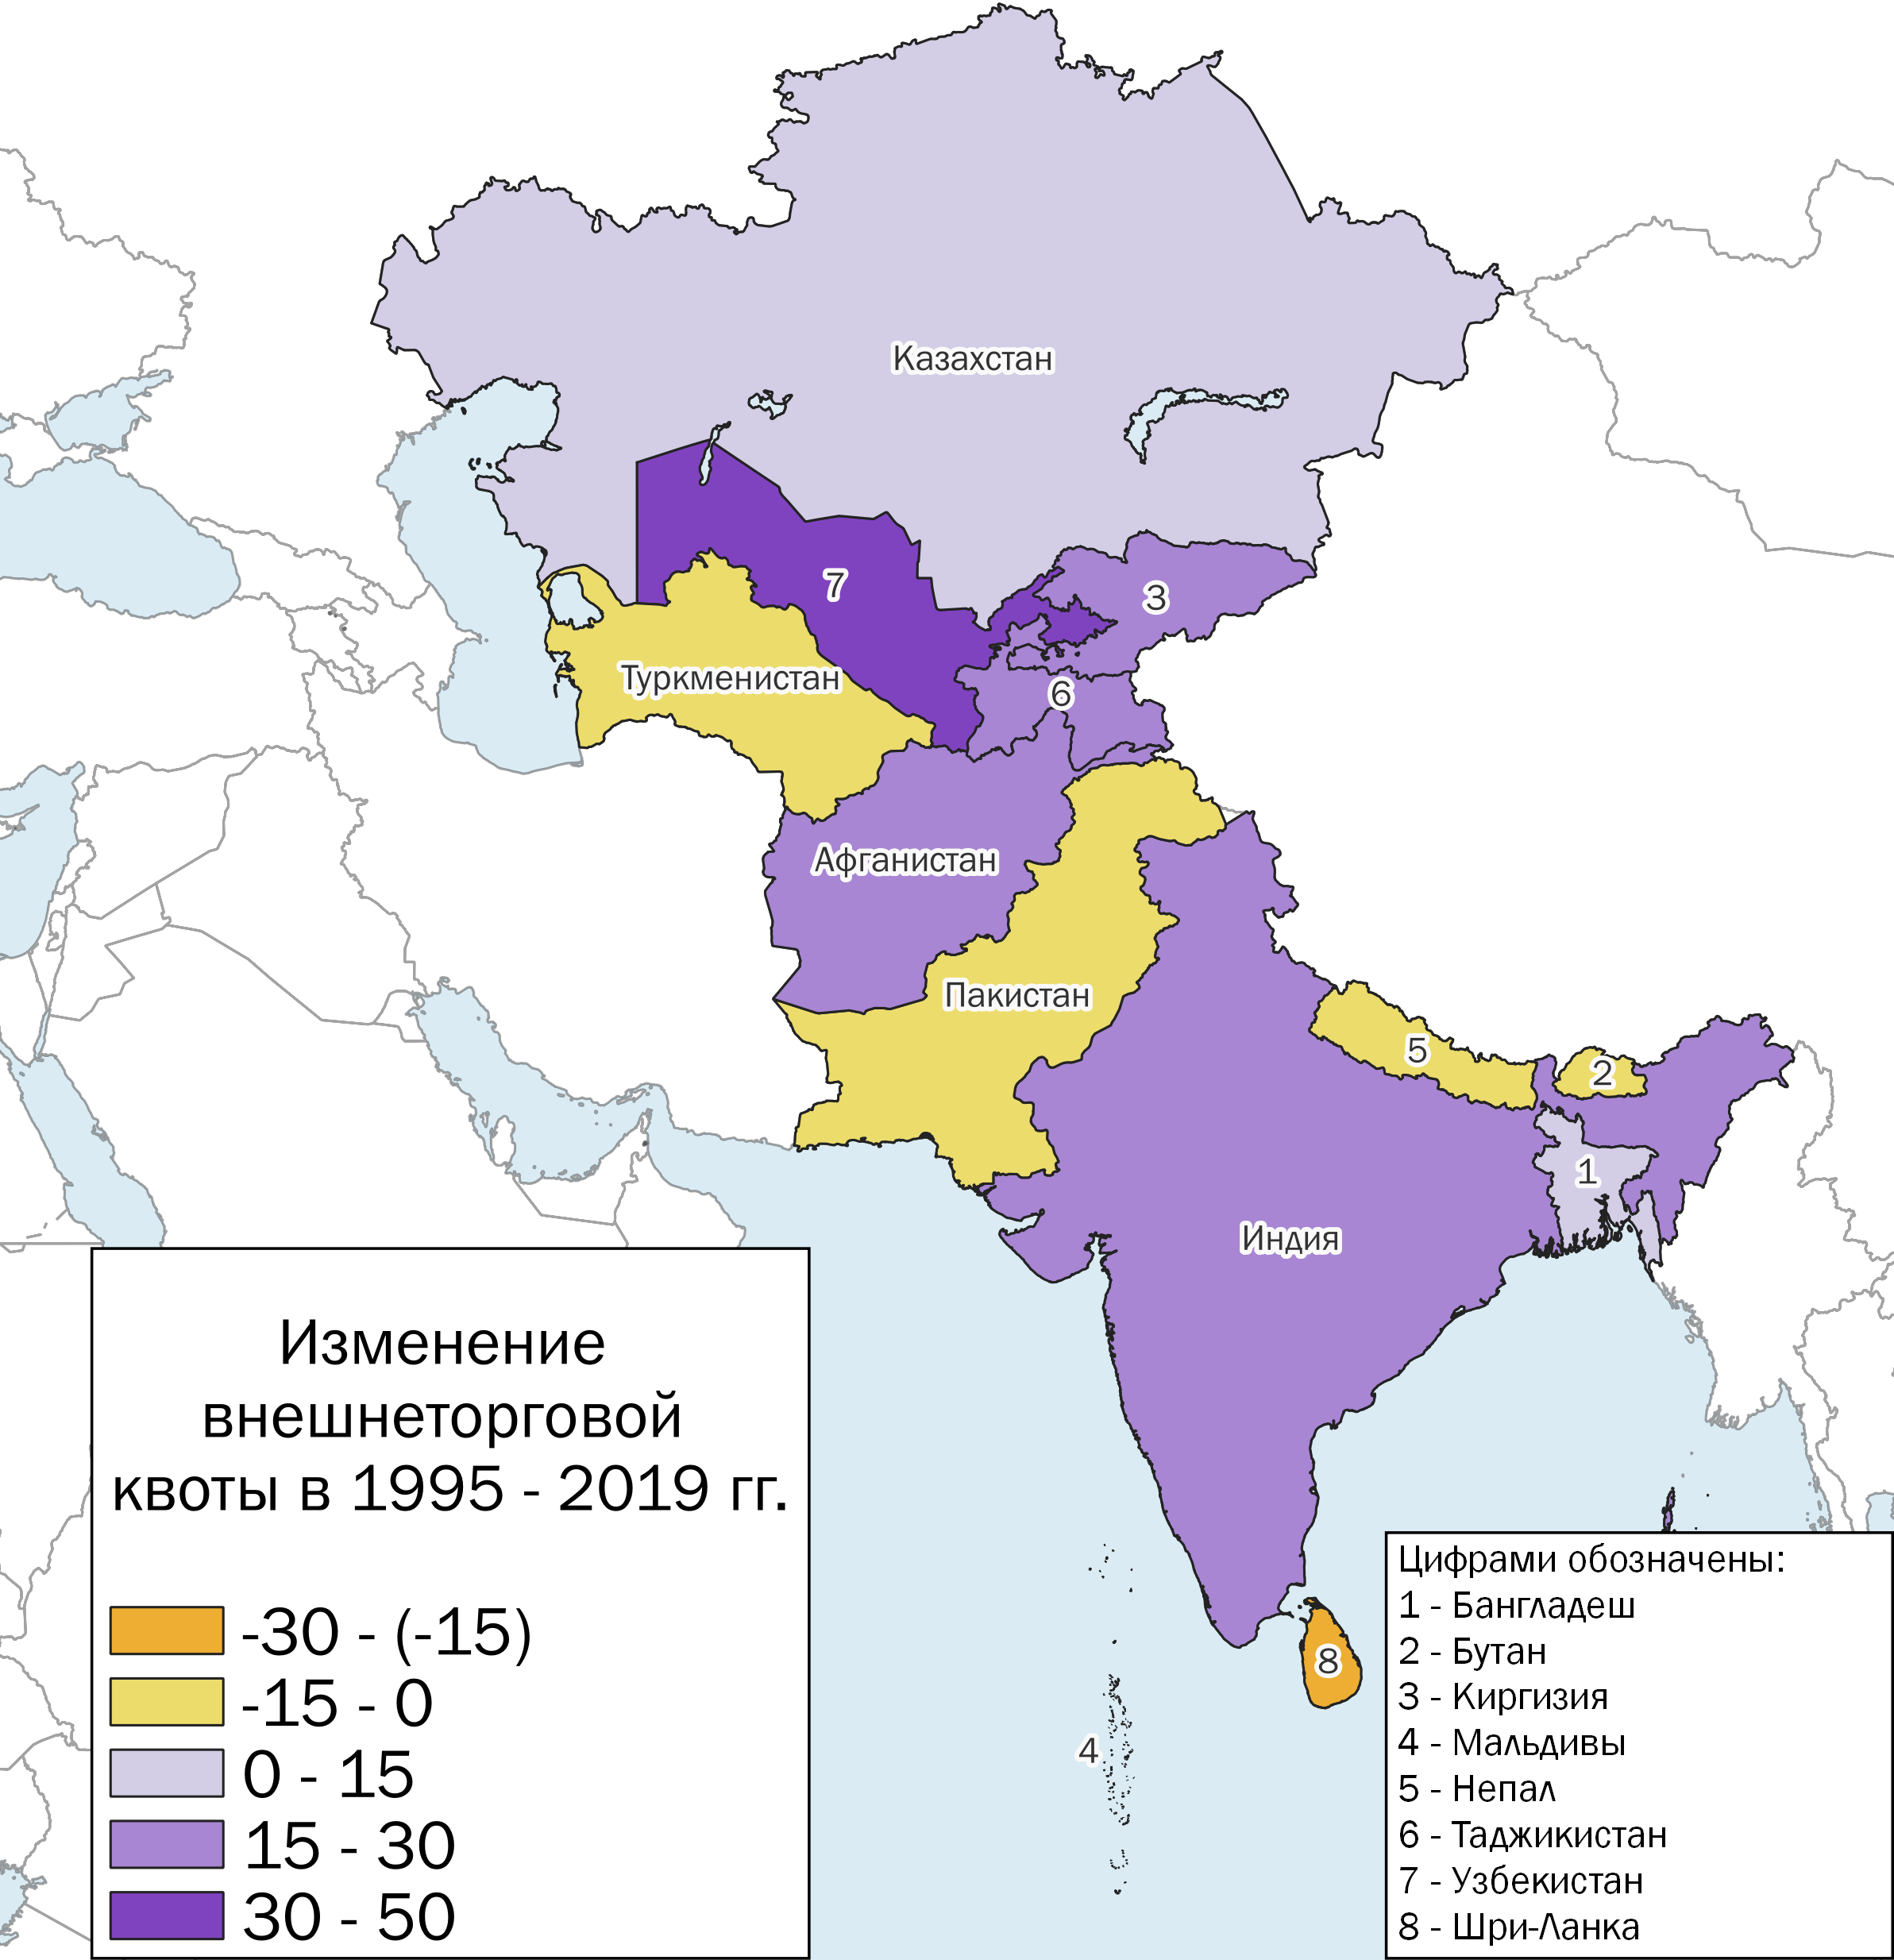 Казахстан
7
3
Туркменистан
6
Афганистан
Пакистан
5
2
1
Индия
8
4
Изменение
внешнеторговой
квоты в 1995 - 2019 гг.
-30 - (-15)
-15 - 0
0 - 15
15 - 30
30 - 50
Цифрами обозначены:
1 - Бангладеш
2 - Бутан
3 - Киргизия
4 - Мальдивы
5 - Непал
6 - Таджикистан
7 - Узбекистан
8 - Шри-Ланка